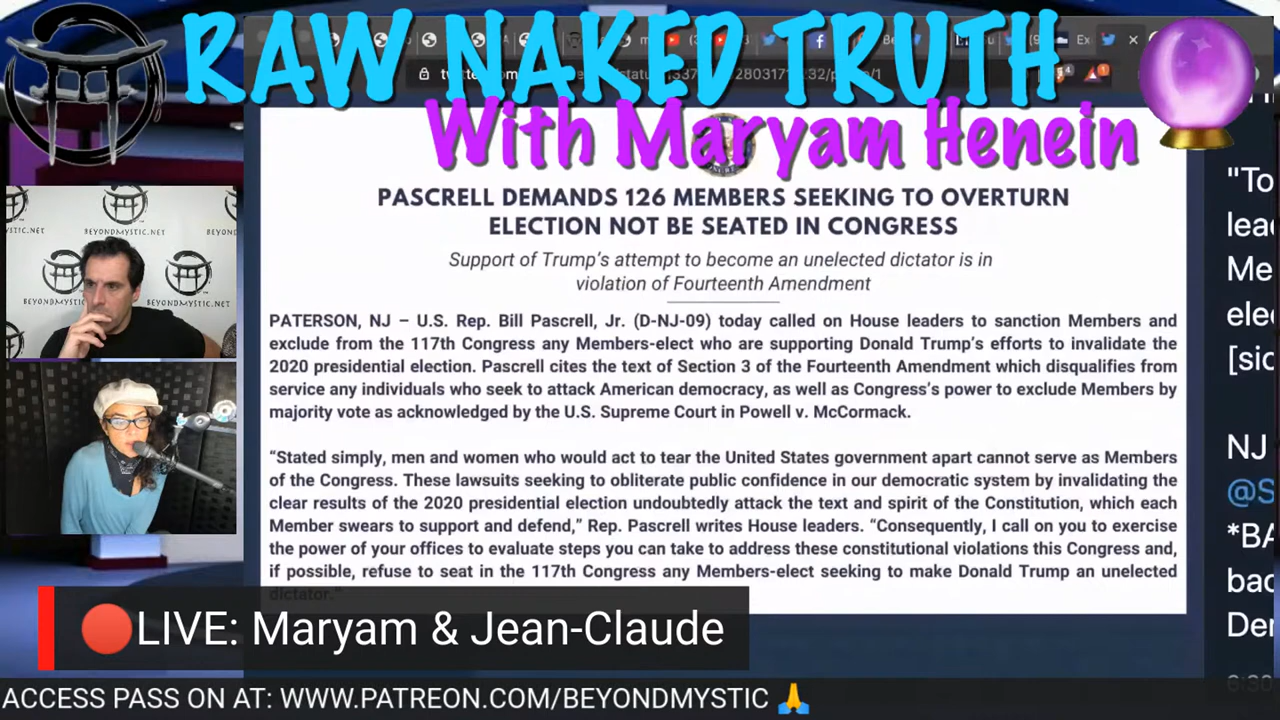 RAW NAKED TRUTH
With Maryam Henein
PASCRELL DEMANDS 126 MEMBERS SEEKING TO OVERTURN
ELECTION NOT BE SEATED IN CONGRESS
Support of Trump's attempt to become an unelected dictator is in
violation of Fourteenth Amendment
PATERSON, NJ – U.S. Rep. Bill Pascrell, Jr. (D-NJ-09) today called on House leaders to sanction Members and
exclude from the 117th Congress any Members-elect who are supporting Donald Trump's efforts to invalidate the
2020 presidential election. Pascrell cites the text of Section 3 of the Fourteenth Amendment which disqualifies from
service any individuals who seek to attack American democracy, as well as Congress's power to exclude Members by
majority vote as acknowledged by the U.S. Supreme Court in Powell v. McCormack.
“Stated simply, men and women who would act to tear the United States government apart cannot serve as Members
of the Congress. These lawsuits seeking to obliterate public confidence in our democratic system by invalidating the
clear results of the 2020 presidential election undoubtedly attack the text and spirit of the Constitution, which each
Member swears to support and defend,” Rep. Pascrell writes House leaders. “Consequently, I call on you to exercise
the power of your offices to evaluate steps you can take to address these constitutional violations this Congress and,
if possible, refuse to seat in the 117th Congress any Members-elect seeking to make Donald Trump an unelected
dictator.”
"To
lead
Me
elec
[sic
NJ
@S
*BA
bac
Der
BEYONDMYSTIC.NET
BEYONDMYSTIC.NET
BEYONDMYSTIC.NET
🔴LIVE: Maryam & Jean-Claude
ACCESS PASS ON AT: WWW.PATREON.COM/BEYONDMYSTIC 🙏